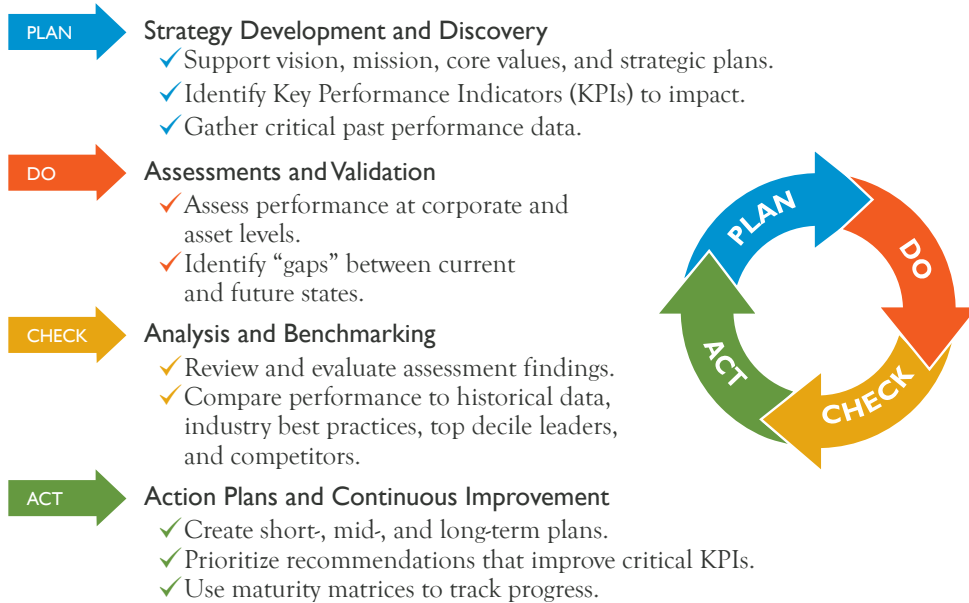 PLAN
Strategy Development and Discovery
✓ Support vision, mission, core values, and strategic plans.
✓ Identify Key Performance Indicators (KPIs) to impact.
✓ Gather critical past performance data.
DO
Assessments and Validation
✓ Assess performance at corporate and
asset levels.
✓ Identify “gaps” between current
and future states.
CHECK
Analysis and Benchmarking
✓ Review and evaluate assessment findings.
✓ Compare performance to historical data,
industry best practices, top decile leaders,
and competitors.
ACT
Action Plans and Continuous Improvement
✓ Create short-, mid-, and long-term plans.
✓ Prioritize recommendations that improve critical KPIs.
✓ Use maturity matrices to track progress.
PLAN
DO
CHECK
ACT